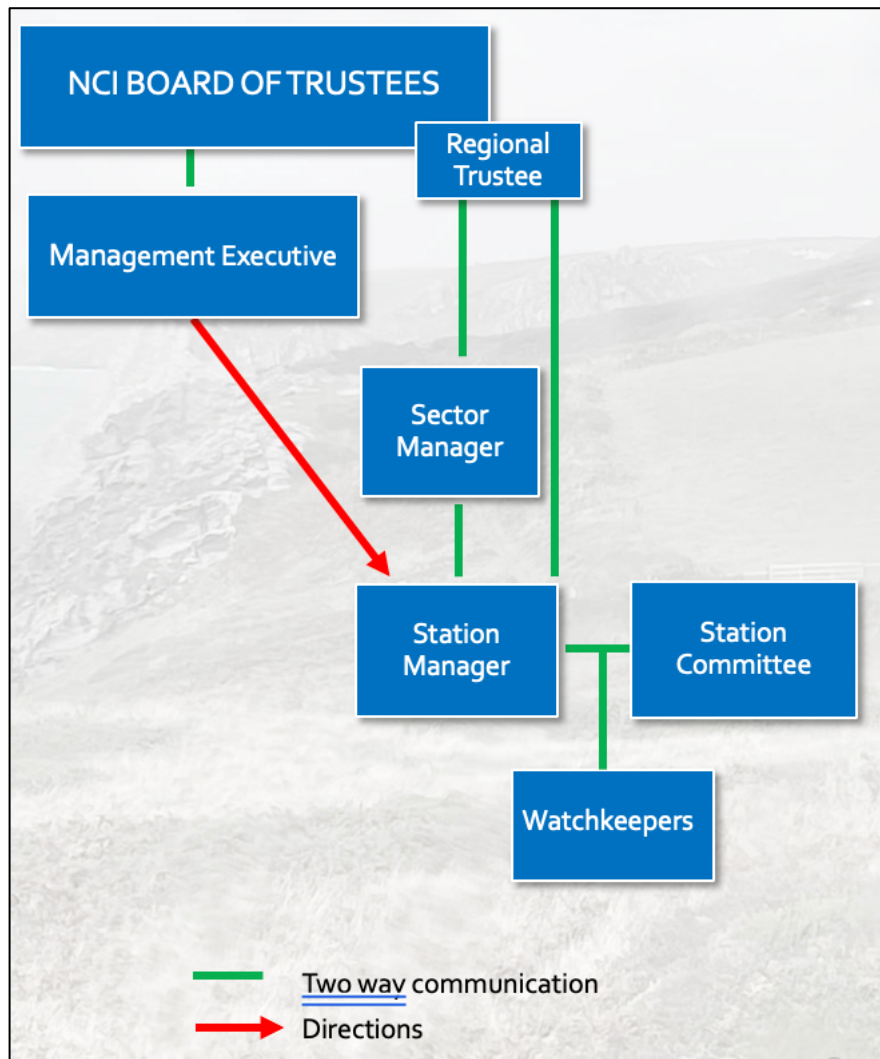 NCI BOARD OF TRUSTEES
Regional
Trustee
Management Executive
Sector
Manager
Station
Manager
Station
Committee
Watchkeepers
Two way communication
Directions